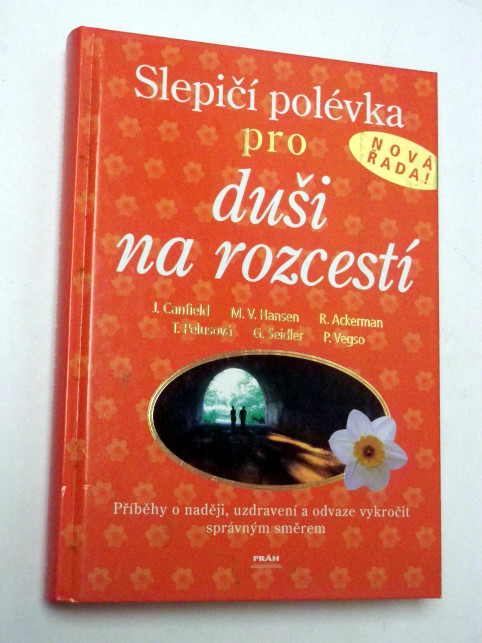 Slepičí polévka
pro
NOVÁ
ŘADA!
duši
na rozcestí
J. Canfield M. V. Hansen R. Ackerman
T. Pelusová G. Seidler P. Vegso
Příběhy o naději, uzdravení a odvaze vykročit
správným směrem
PRÁH